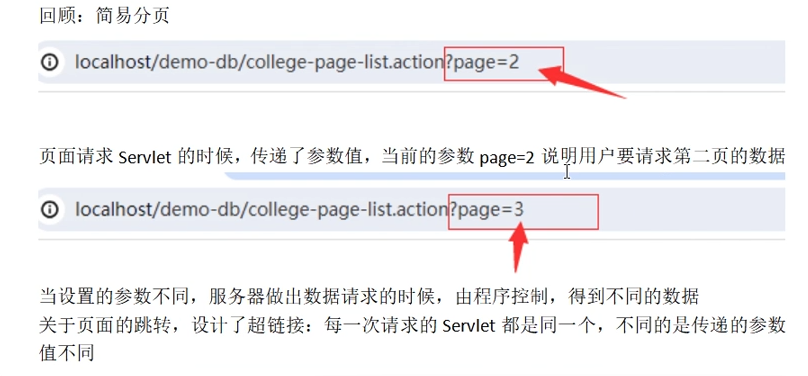 回顾：简易分页
localhost/demo-db/college-page-list.action?page=2
页面请求 Servlet 的时候，传递了参数值，当前的参数 page=2 说明用户要请求第二页的数据
localhost/demo-db/college-page-list.action?page=3
当设置的参数不同，服务器做出数据请求的时候，由程序控制，得到不同的数据
关于页面的跳转，设计了超链接：每一次请求的 Servlet 都是同一个，不同的是传递的参数
值不同